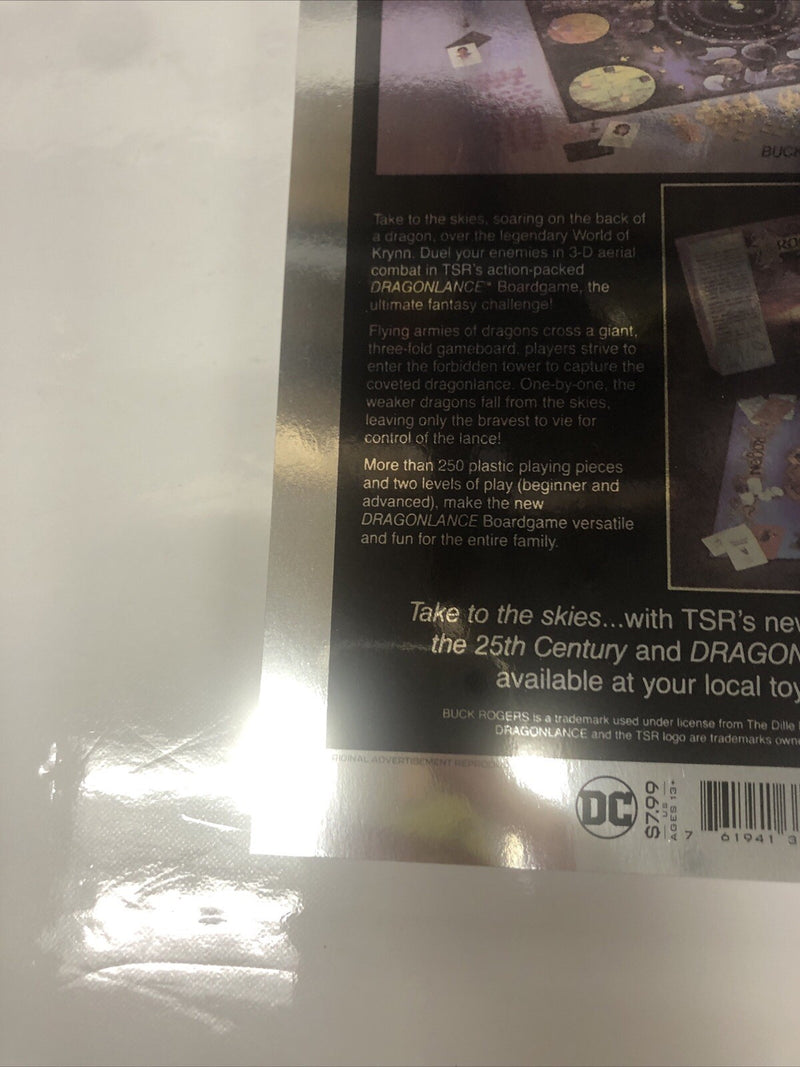 BUCK
Take to the skies, soaring on the back of
a dragon, over the legendary World of
Krynn. Duel your enemies in 3-D aerial
combat in TSR's action-packed
DRAGONLANCE® Boardgame, the
ultimate fantasy challenge!
Flying armies of dragons cross a giant,
three-fold gameboard, players strive to
enter the forbidden tower to capture the
coveted dragonlance. One-by-one, the
weaker dragons fall from the skies,
leaving only the bravest to vie for
control of the lance!
More than 250 plastic playing pieces
and two levels of play (beginner and
advanced), make the new
DRAGONLANCE Boardgame versatile
and fun for the entire family.
Take to the skies...with TSR's new
the 25th Century and DRAGON
available at your local toy
BUCK ROGERS is a trademark used under license from The Dille
DRAGONLANCE and the TSR logo are trademarks owne
RIGINAL ADVERTISEMENT REPROD
DC
$7.99
US
AGES 13+
7 61941 3